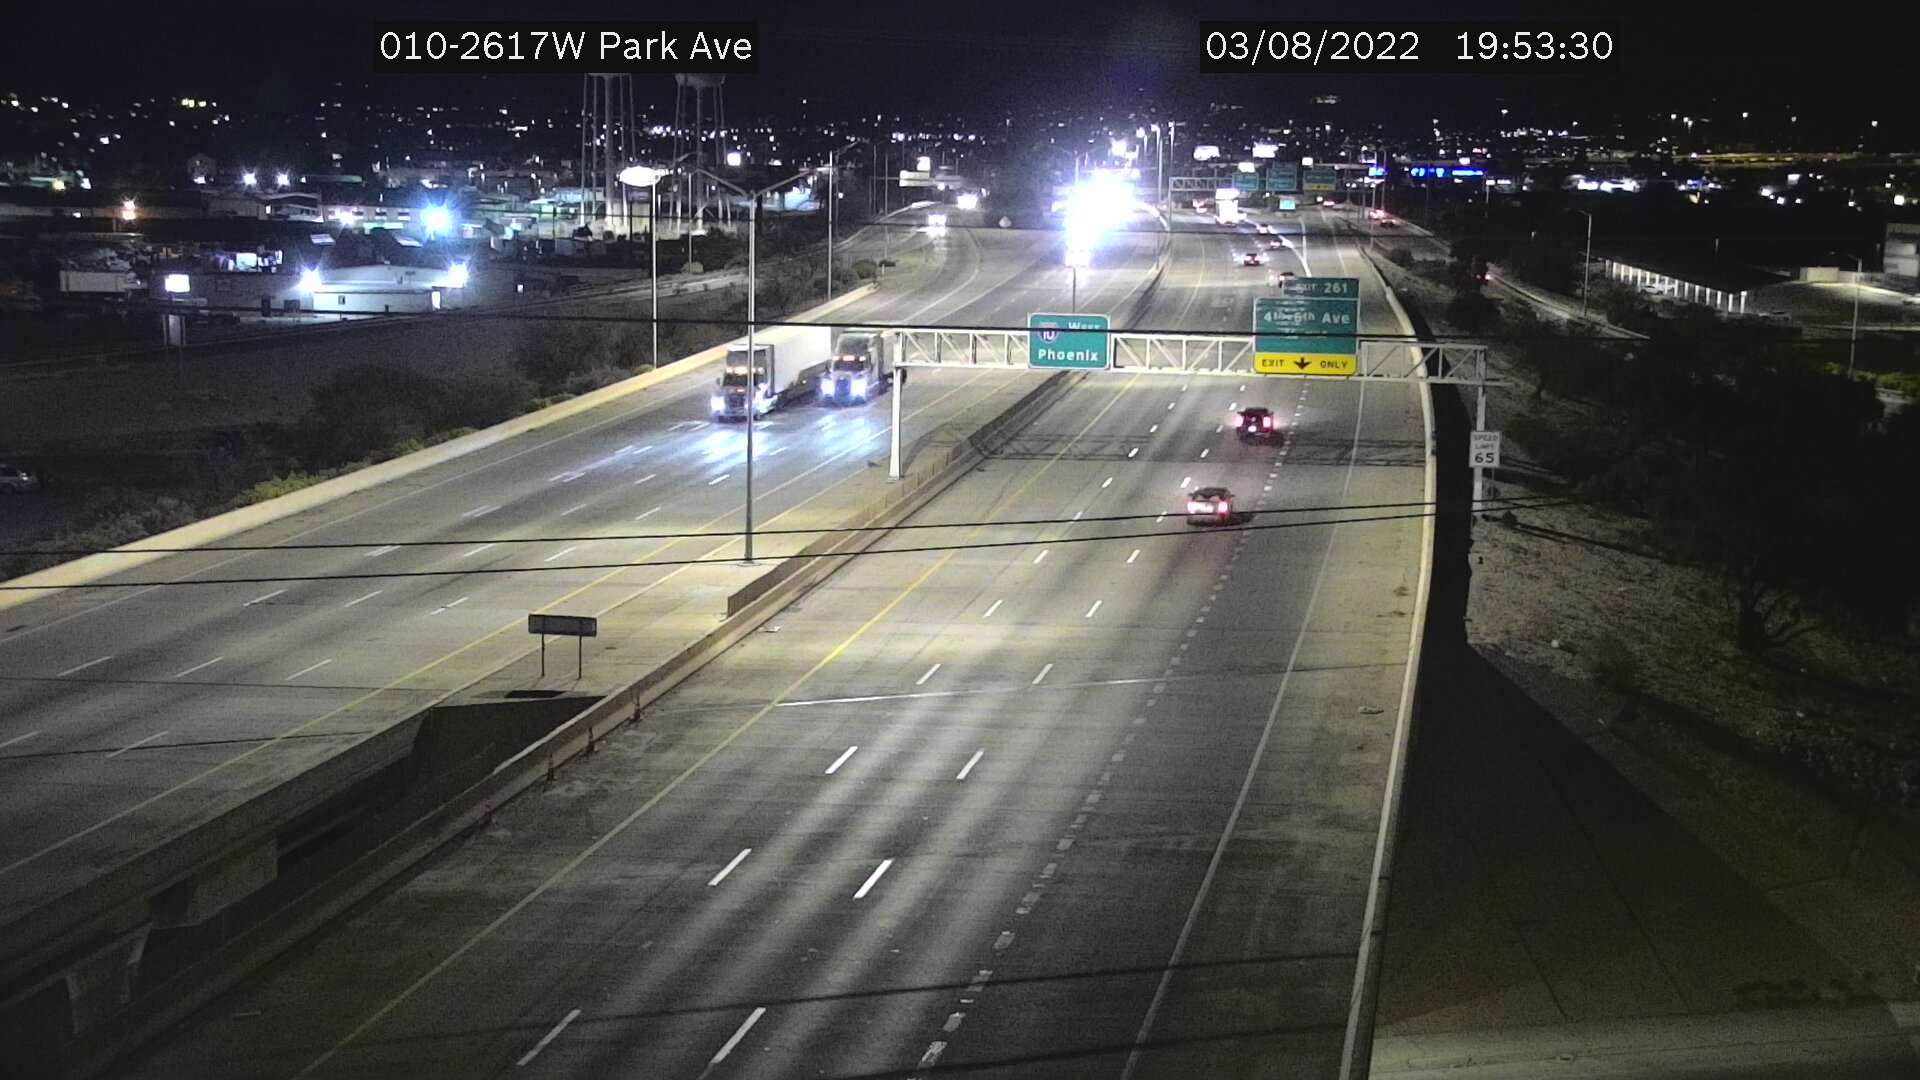 010-2617W Park Ave
03/08/2022 19:53:30
EXIT 261
4th-6th Ave
EXIT ONLY
10 West
Phoenix
SPEED
LIMIT
65